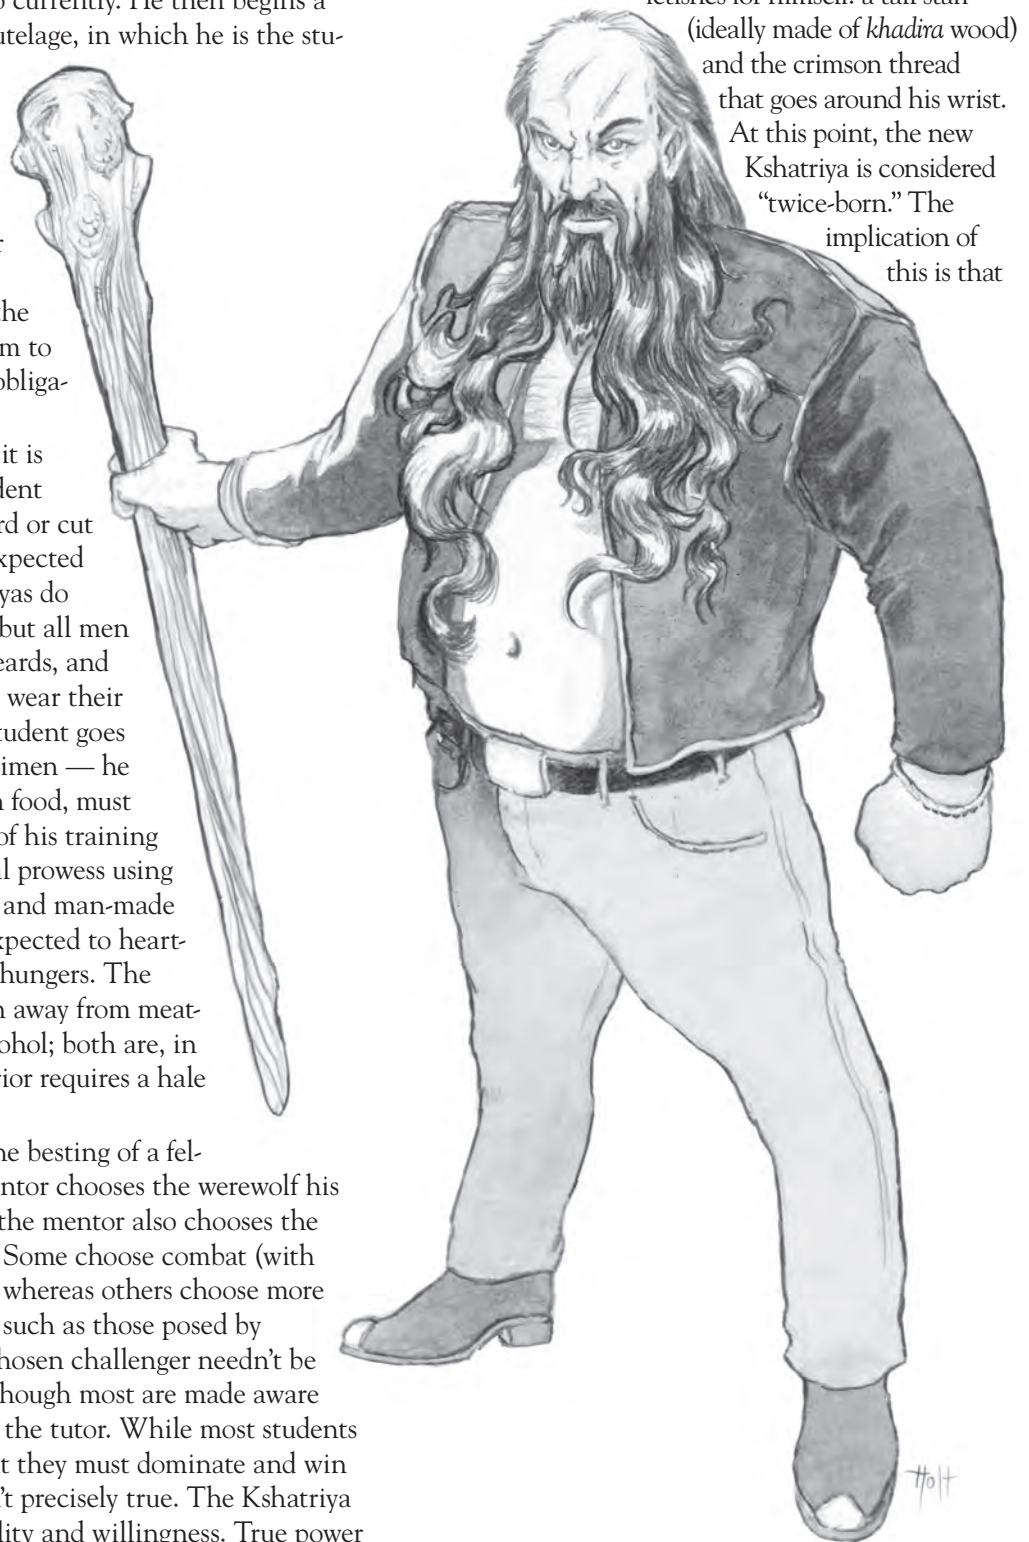 currently. He then begins a
utelage, in which he is the stu-
the
m to
obliga-
it is
dent
rd or cut
xpected
yas do
but all men
eards, and
wear their
tudent goes
imen — he
food, must
of his training
l prowess using
and man-made
xpected to heart-
hungers. The
away from meat-
ohol; both are, in
rior requires a hale
he besting of a fel-
ntor chooses the werewolf his
the mentor also chooses the
Some choose combat (with
whereas others choose more
such as those posed by
hosen challenger needn't be
hough most are made aware
the tutor. While most students
t they must dominate and win
't precisely true. The Kshatriya
lity and willingness. True power
fetishes for himself: a tall staff
(ideally made of khadira wood)
and the crimson thread
that goes around his wrist.
At this point, the new
Kshatriya is considered
“twice-born.” The
implication of
this is that
Holt